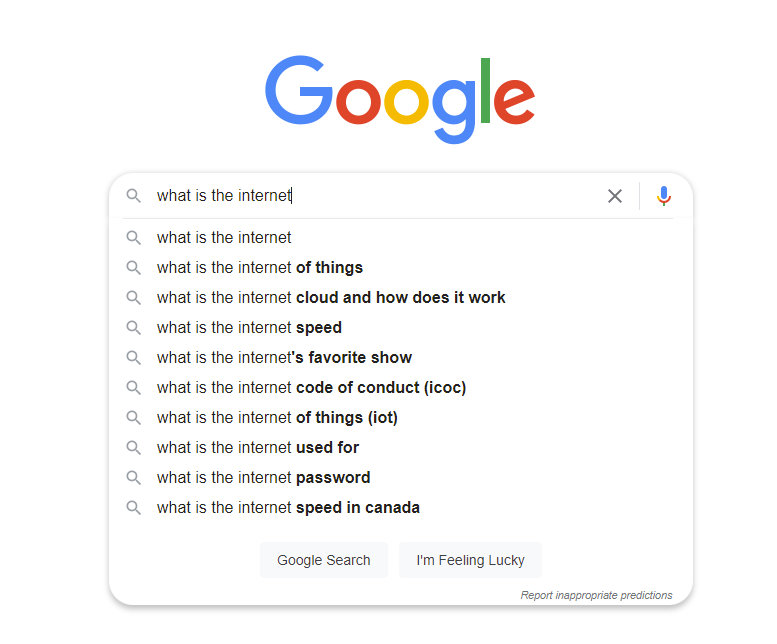 Google
what is the internet
what is the internet
what is the internet of things
what is the internet cloud and how does it work
what is the internet speed
what is the internet's favorite show
what is the internet code of conduct (icoc)
what is the internet of things (iot)
what is the internet used for
what is the internet password
what is the internet speed in canada
Google Search I'm Feeling Lucky
Report inappropriate predictions